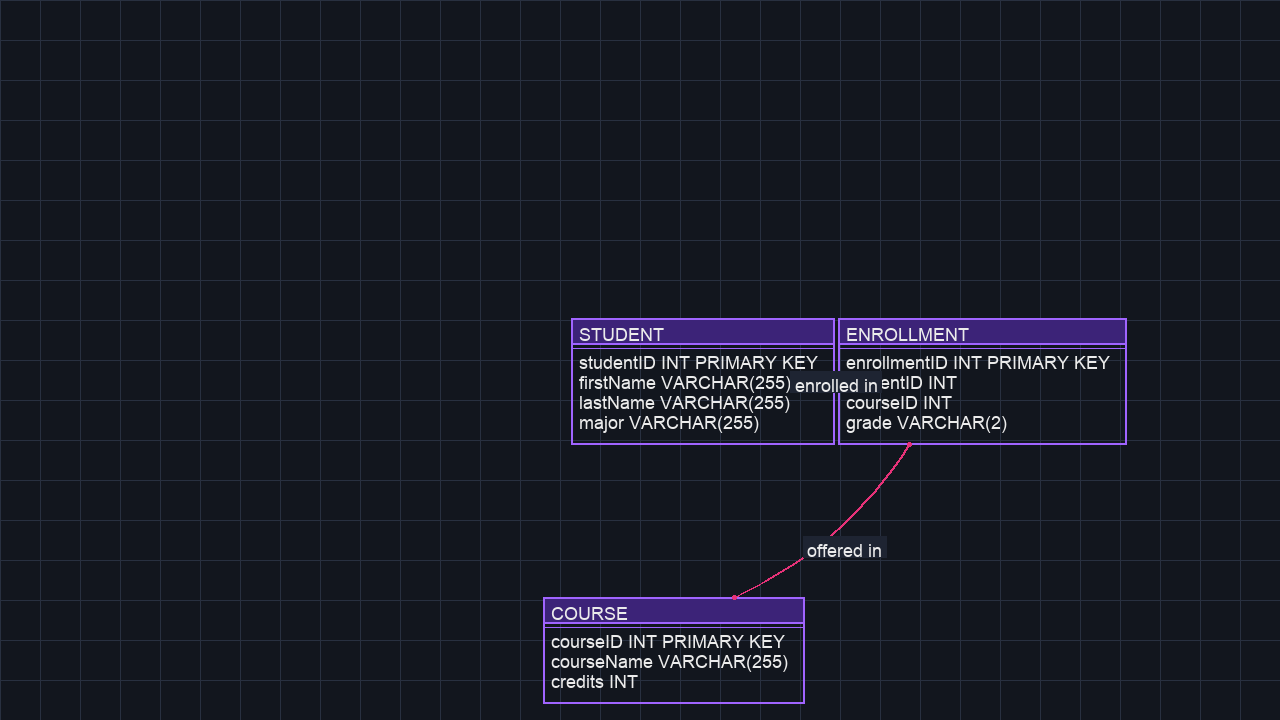 STUDENT
studentID INT PRIMARY KEY
firstName VARCHAR(255)
lastName VARCHAR(255)
major VARCHAR(255)
enrolled in
ENROLLMENT
enrollmentID INT PRIMARY KEY
entID INT
courseID INT
grade VARCHAR(2)
offered in
COURSE
courseID INT PRIMARY KEY
courseName VARCHAR(255)
credits INT